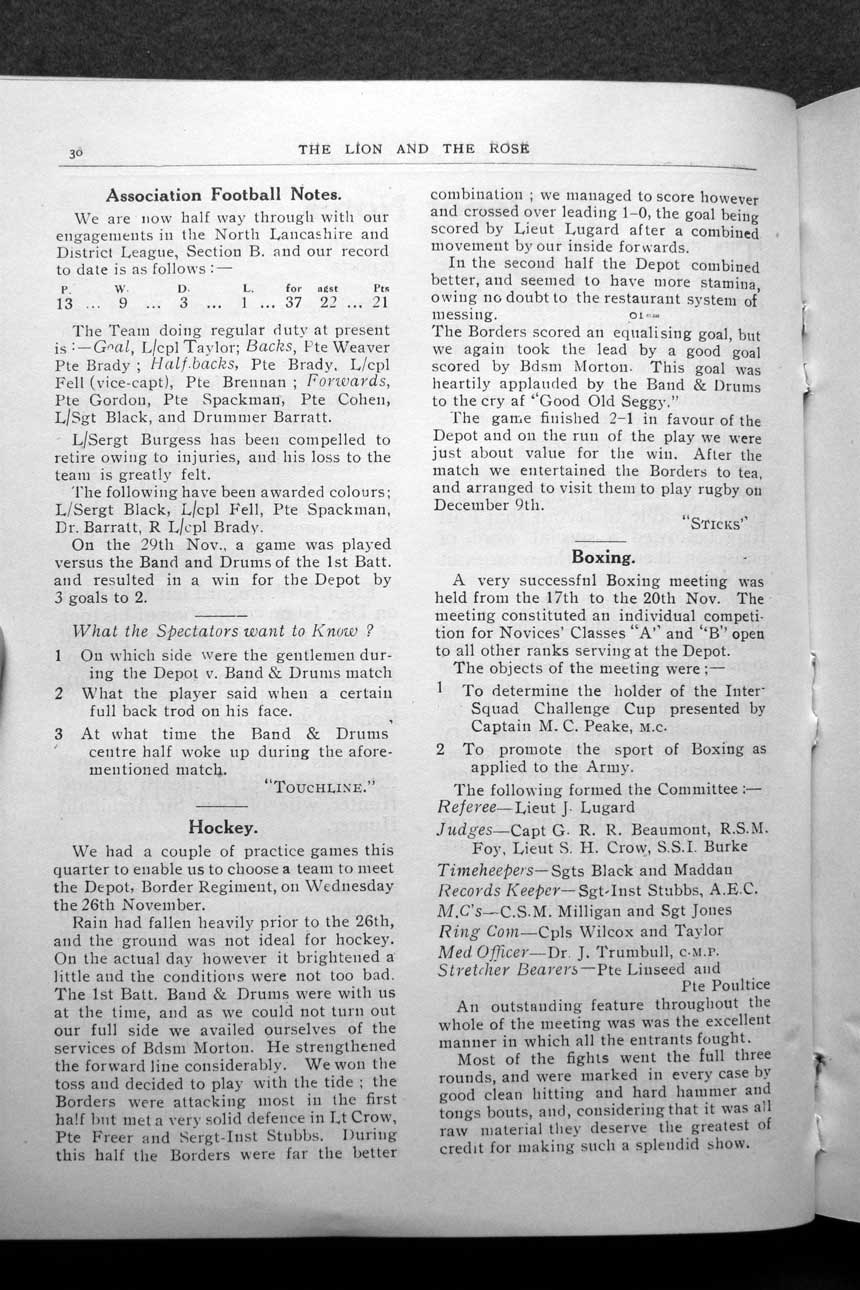 30
THE LION AND THE ROSE
Association Football Notes.
We are now half way through with our
engagements in the North Lancashire and
District League, Section B. and our record
to date is as follows :—
P. W. D. L. for agst Pts
13 ... 9 ... 3 ... 1 ... 37 22 ... 21
The Team doing regular duty at present
is :—Goal, L/cpl Taylor; Backs, Pte Weaver
Pte Brady ; Half-backs, Pte Brady, L/cpl
Fell (vice-capt), Pte Brennan ; Forwards,
Pte Gordon, Pte Spackman, Pte Cohen,
L/Sgt Black, and Drummer Barratt.
L/Sergt Burgess has been compelled to
retire owing to injuries, and his loss to the
team is greatly felt.
The following have been awarded colours;
L/Sergt Black, L/cpl Fell, Pte Spackman,
Dr. Barratt, R L/cpl Brady.
On the 29th Nov., a game was played
versus the Band and Drums of the 1st Batt.
and resulted in a win for the Depot by
3 goals to 2.
What the Spectators want to Know ?
1 On which side were the gentlemen dur-
ing the Depot v. Band & Drums match
2 What the player said when a certain
full back trod on his face.
3 At what time the Band & Drums'
centre half woke up during the afore-
mentioned match.
"TOUCHLINE."
Hockey.
We had a couple of practice games this
quarter to enable us to choose a team to meet
the Depot, Border Regiment, on Wednesday
the 26th November.
Rain had fallen heavily prior to the 26th,
and the ground was not ideal for hockey.
On the actual day however it brightened a
little and the conditions were not too bad.
The 1st Batt. Band & Drums were with us
at the time, and as we could not turn out
our full side we availed ourselves of the
services of Bdsm Morton. He strengthened
the forward line considerably. We won the
toss and decided to play with the tide ; the
Borders were attacking most in the first
half but met a very solid defence in Lt Crow,
Pte Freer and Sergt-Inst Stubbs. During
this half the Borders were far the better
combination ; we managed to score however
and crossed over leading 1-0, the goal being
scored by Lieut Lugard after a combined
movement by our inside forwards.
In the second half the Depot combined
better, and seemed to have more stamina,
owing no doubt to the restaurant system of
messing.
The Borders scored an equalising goal, but
we again took the lead by a good goal
scored by Bdsm Morton. This goal was
heartily applauded by the Band & Drums
to the cry af "Good Old Seggy."
The game finished 2-1 in favour of the
Depot and on the run of the play we were
just about value for the win. After the
match we entertained the Borders to tea,
and arranged to visit them to play rugby on
December 9th.
"STICKS"
Boxing.
A very successfnl Boxing meeting was
held from the 17th to the 20th Nov. The
meeting constituted an individual competi-
tion for Novices' Classes "A" and "B" open
to all other ranks serving at the Depot.
The objects of the meeting were ;—
1 To determine the holder of the Inter-
Squad Challenge Cup presented by
Captain M. C. Peake, M.C.
2 To promote the sport of Boxing as
applied to the Army.
The following formed the Committee :—
Referee—Lieut J. Lugard
Judges—Capt G. R. R. Beaumont, R.S.M.
Foy, Lieut S. H. Crow, S.S.I. Burke
Timeheepers—Sgts Black and Maddan
Records Keeper—Sgt-Inst Stubbs, A.E.C.
M.C's—C.S.M. Milligan and Sgt Jones
Ring Com—Cpls Wilcox and Taylor
Med Officer—Dr. J. Trumbull, C.M.P.
Stretcher Bearers—Pte Linseed and
Pte Poultice
An outstanding feature throughout the
whole of the meeting was was the excellent
manner in which all the entrants fought.
Most of the fights went the full three
rounds, and were marked in every case by
good clean hitting and hard hammer and
tongs bouts, and, considering that it was all
raw material they deserve the greatest of
credit for making such a splendid show.